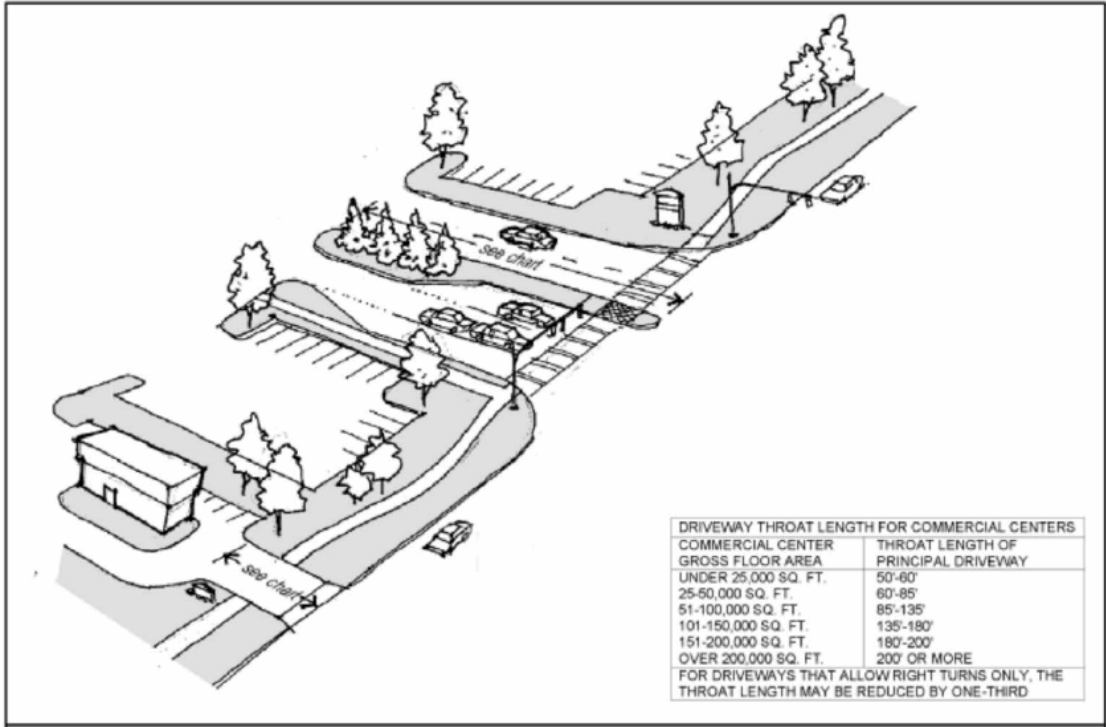 see chart
see chart
DRIVEWAY THROAT LENGTH FOR COMMERCIAL CENTERS
COMMERCIAL CENTER THROAT LENGTH OF
GROSS FLOOR AREA PRINCIPAL DRIVEWAY
UNDER 25,000 SQ. FT. 50'-60'
25-50,000 SQ. FT. 60'-85'
51-100,000 SQ. FT. 85'-135'
101-150,000 SQ. FT. 135'-180'
151-200,000 SQ. FT. 180'-200'
OVER 200,000 SQ. FT. 200' OR MORE
FOR DRIVEWAYS THAT ALLOW RIGHT TURNS ONLY, THE
THROAT LENGTH MAY BE REDUCED BY ONE-THIRD